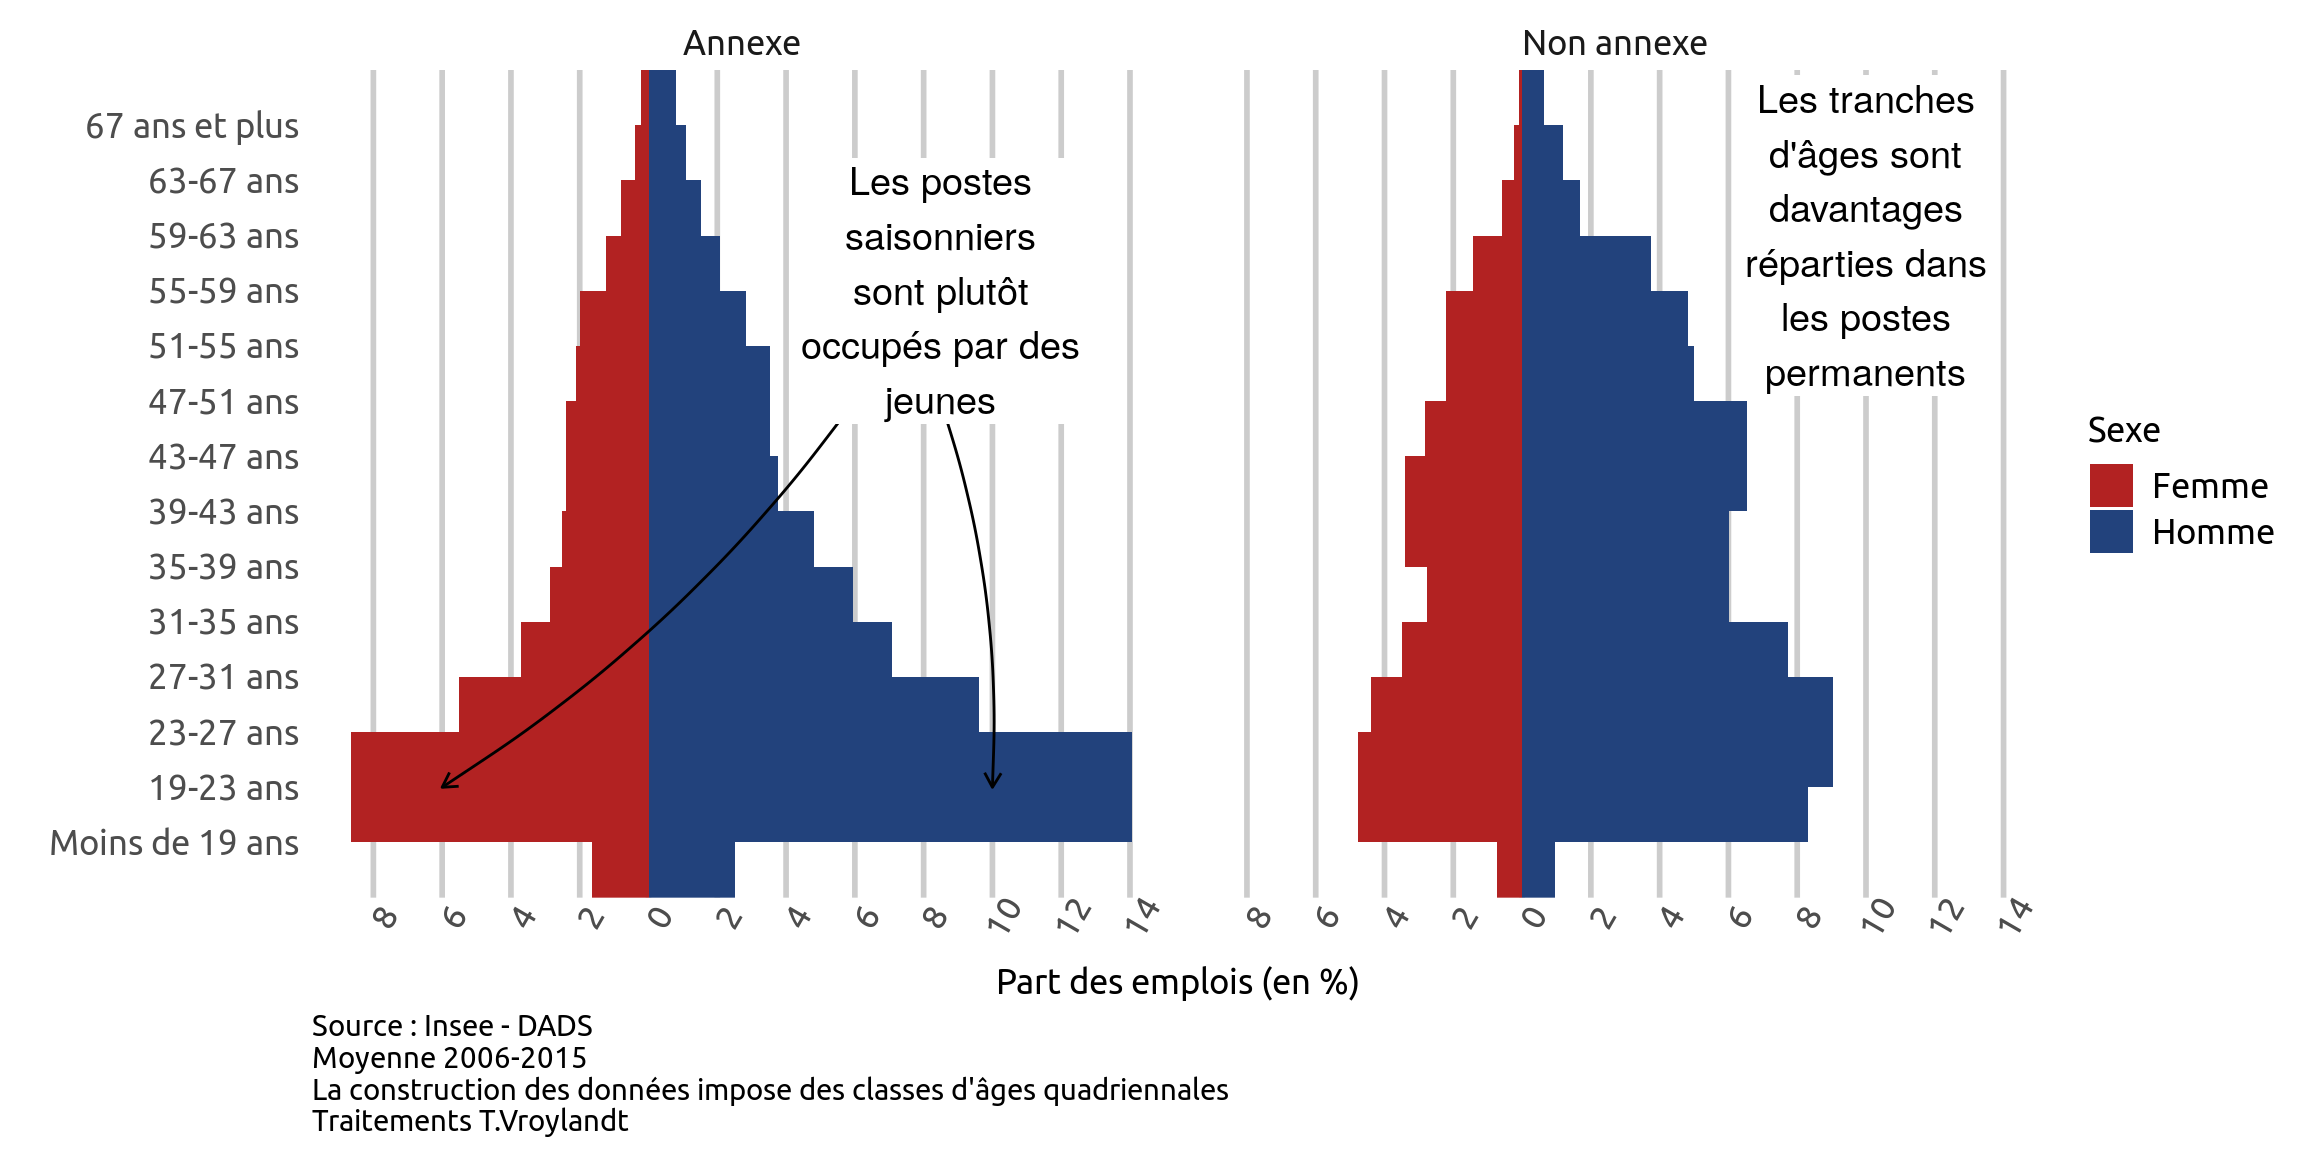 Annexe
Non annexe
67 ans et plus
63-67 ans
59-63 ans
55-59 ans
51-55 ans
47-51 ans
43-47 ans
39-43 ans
35-39 ans
31-35 ans
27-31 ans
23-27 ans
19-23 ans
Moins de 19 ans
Les postes
saisonniers
sont plutôt
occupés par des
jeunes
Les tranches
d'âges sont
davantages
réparties dans
les postes
permanents
8 6 4 2 0 2 4 6 8 10 12 14
8 6 4 2 0 2 4 6 8 10 12 14
Part des emplois (en %)
Sexe
Femme
Homme
Source : Insee - DADS
Moyenne 2006-2015
La construction des données impose des classes d'âges quadriennales
Traitements T.Vroylandt